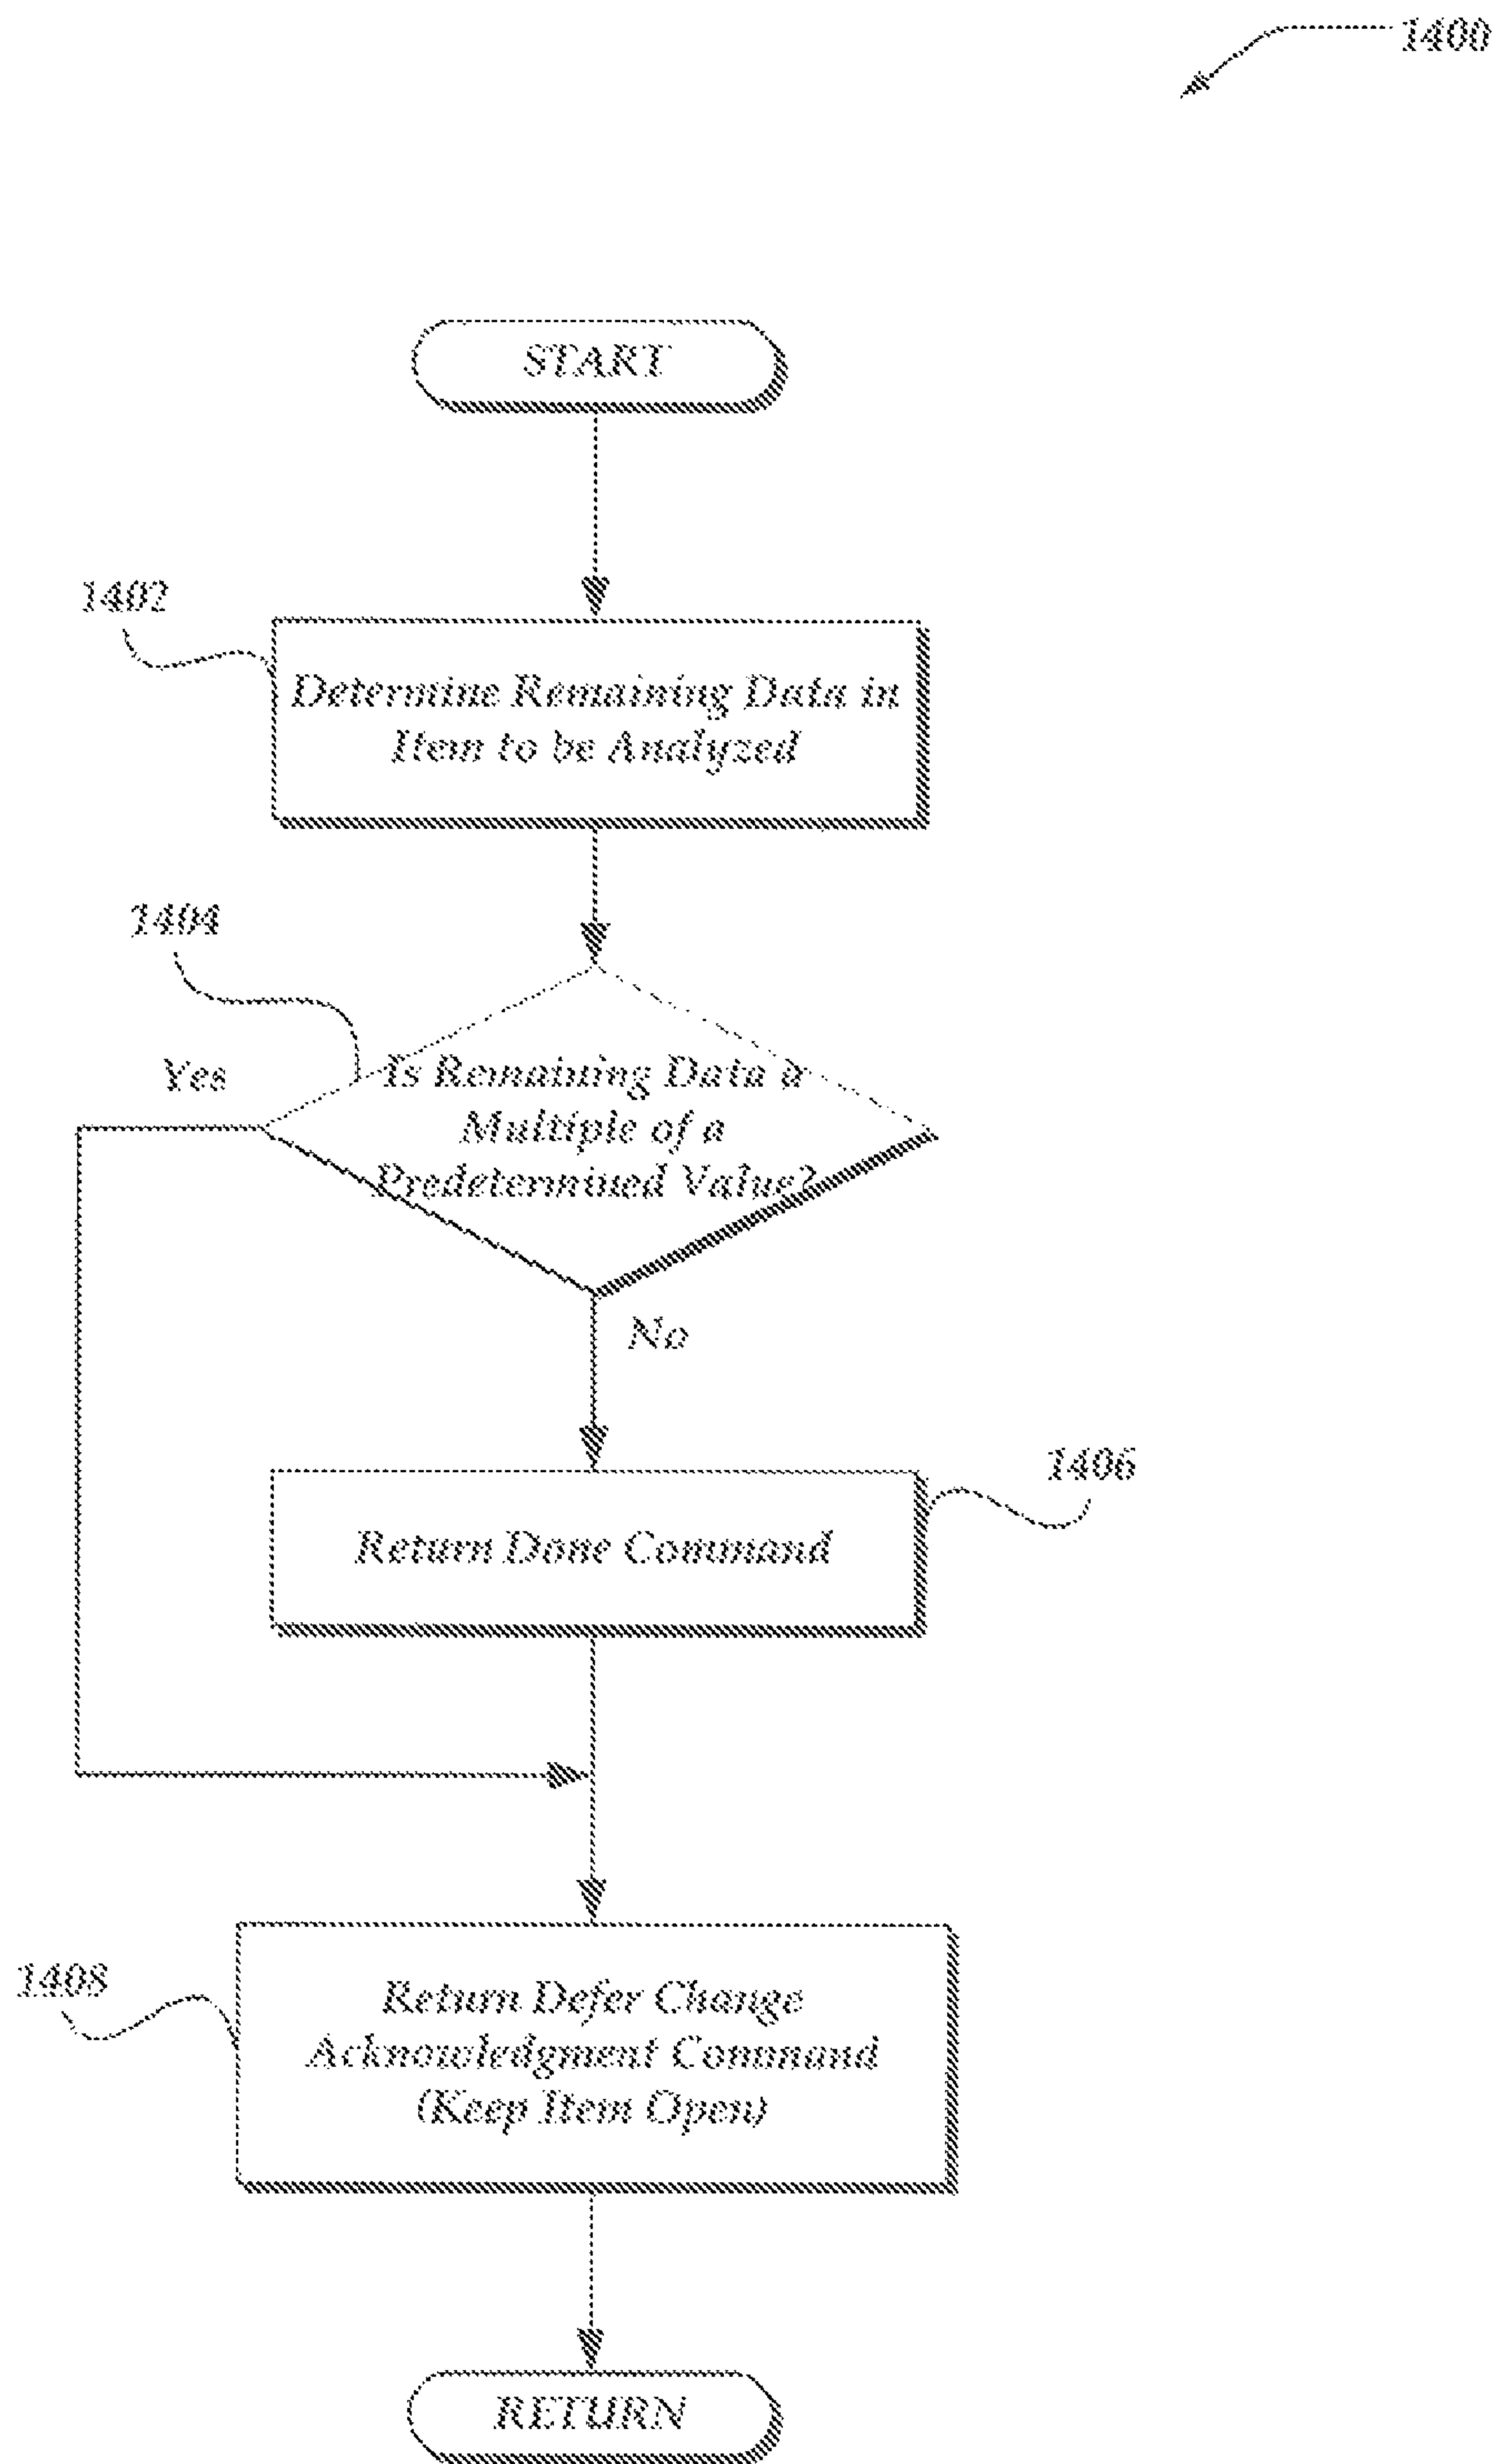 1400
START
1402
Determine Remaining Data in
Item to be Analyzed
1404
Yes
Is Remaining Data a
Multiple of a
Predetermined Value?
No
1406
Return Done Command
1408
Return Defer Change
Acknowledgment Command
(Keep Item Open)
RETURN